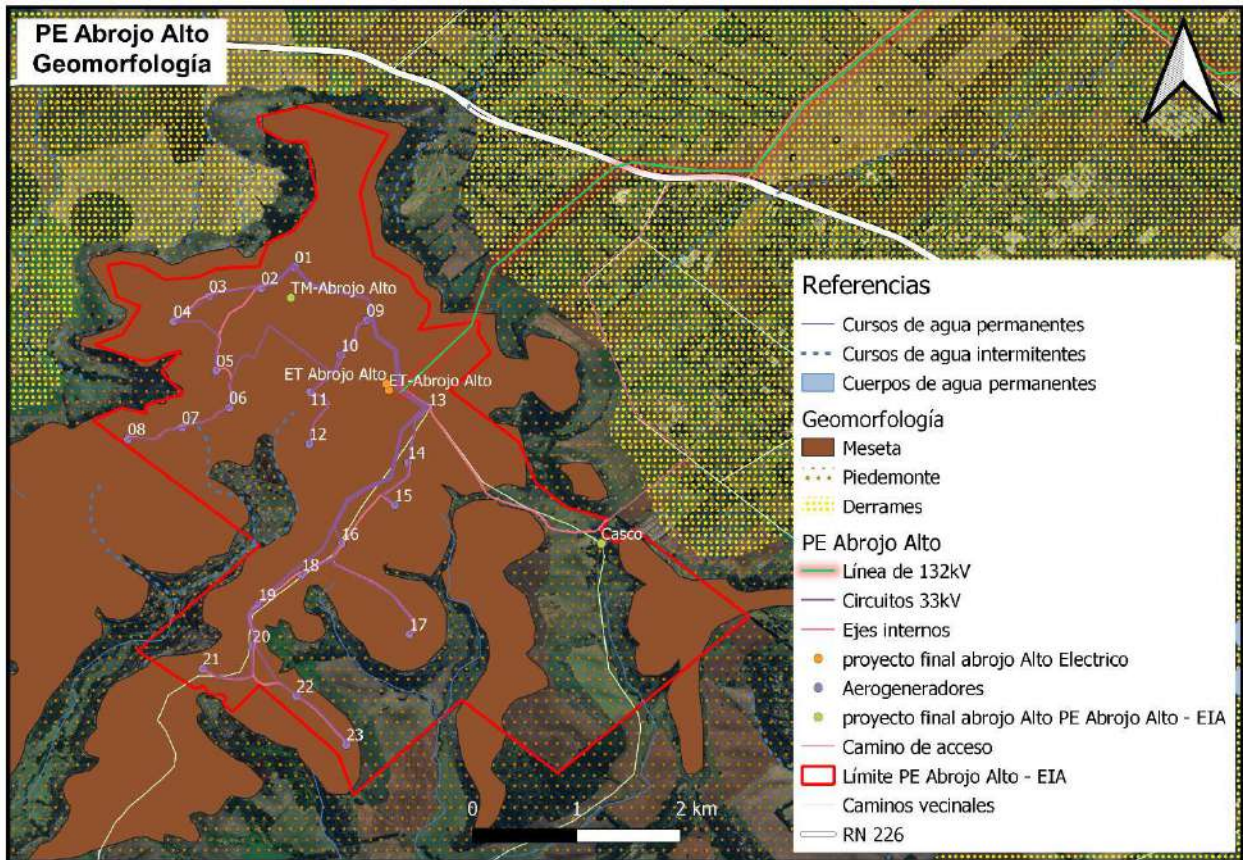 PE Abrojo Alto
Geomorfología
01
02
TM-Abrojo Alto
03
04
09
10
05
ET Abrojo Alto
ET-Abrojo Alto
06
11
13
07
08
12
14
15
16
Casco
18
19
17
20
21
22
23
0 1 2 km
Referencias
Cursos de agua permanentes
Cursos de agua intermitentes
Cuerpos de agua permanentes
Geomorfología
Meseta
Piedemonte
Derrames
PE Abrojo Alto
Línea de 132kV
Circuitos 33kV
Ejes internos
proyecto final abrojo Alto Electrico
Aerogeneradores
proyecto final abrojo Alto PE Abrojo Alto - EIA
Camino de acceso
Límite PE Abrojo Alto - EIA
Caminos vecinales
RN 226